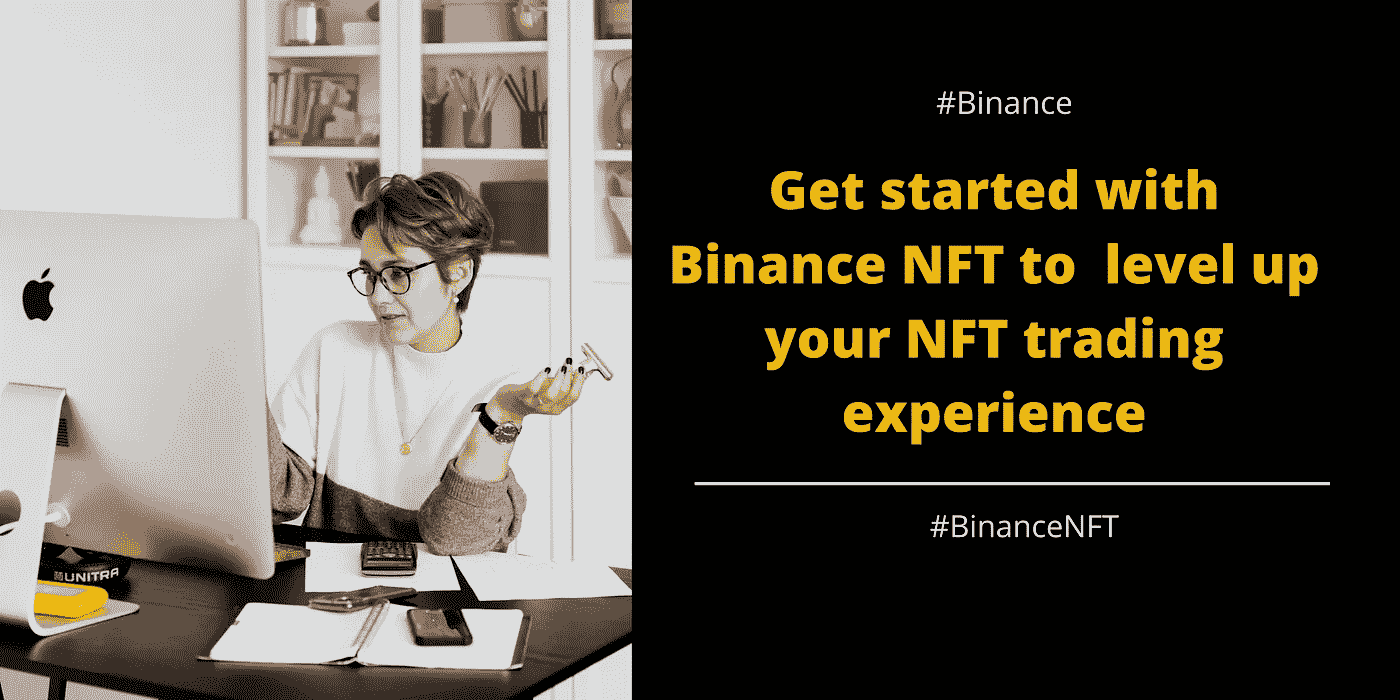 #Binance
Get started with
Binance NFT to  level up
your NFT trading
experience
#BinanceNFT
UNITRA